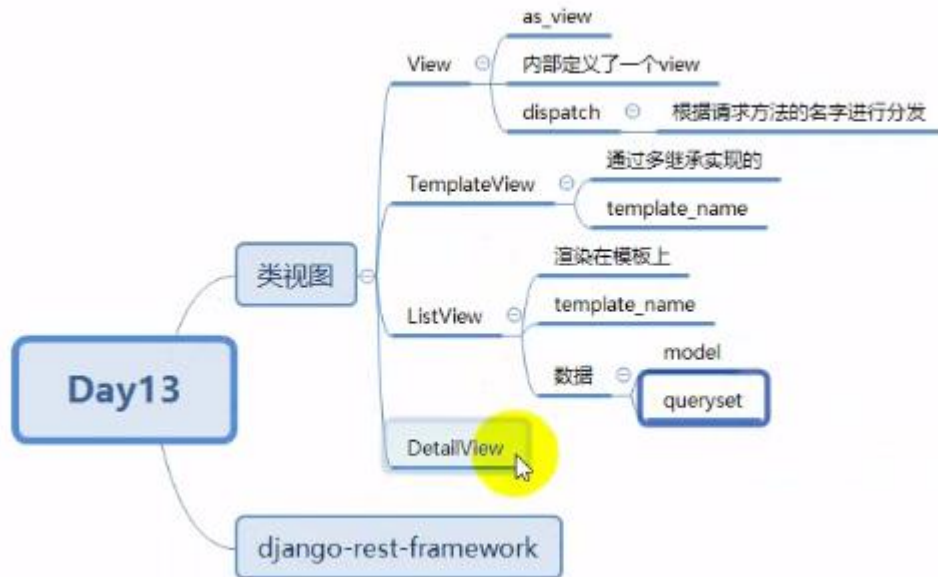 Day13
类视图
View
as_view
内部定义了一个view
dispatch
根据请求方法的名字进行分发
TemplateView
通过多继承实现的
template_name
ListView
渲染在模板上
template_name
数据
model
queryset
DetailView
django-rest-framework